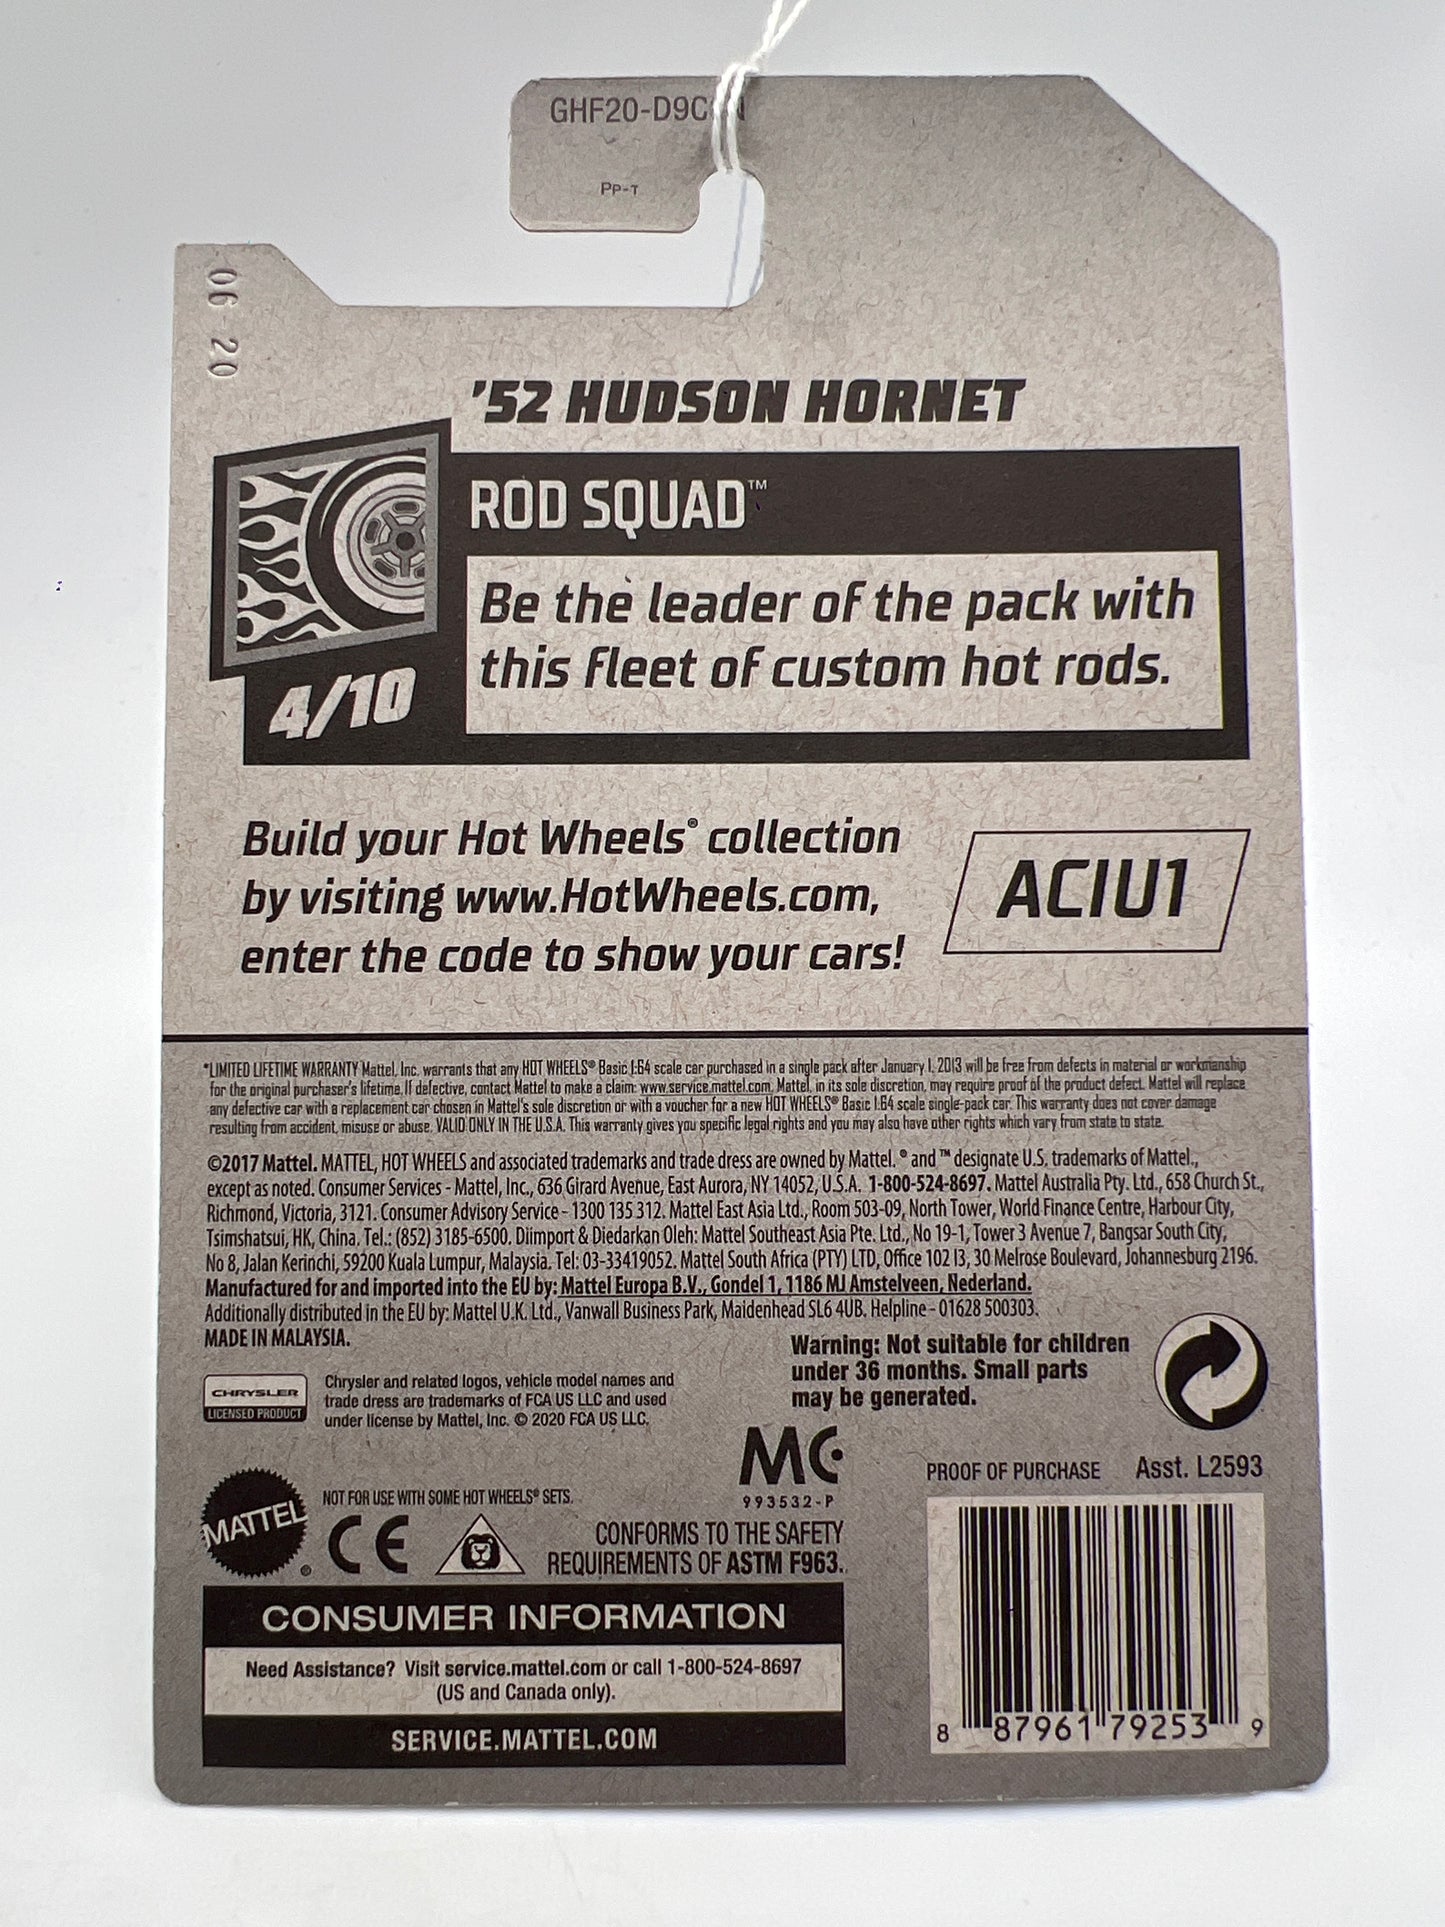 GHF20-D9C
PP-T
06 20
'52 HUDSON HORNET
ROD SQUAD™
Be the leader of the pack with
this fleet of custom hot rods.
4/10
Build your Hot Wheels® collection
by visiting www.HotWheels.com,
enter the code to show your cars!
ACIU1
*LIMITED LIFETIME WARRANTY Mattel, Inc. warrants that any HOT WHEELS® Basic 1:64 scale car purchased in a single pack after January 1, 2013 will be free from defects in material or workmanship
for the original purchaser's lifetime. If defective, contact Mattel to make a claim: www.service.mattel.com. Mattel, in its sole discretion, may require proof of the product defect. Mattel will replace
any defective car with a replacement car chosen in Mattel's sole discretion or with a voucher for a new HOT WHEELS® Basic 1:64 scale single-pack car. This warranty does not cover damage
resulting from accident, misuse or abuse. VALID ONLY IN THE U.S.A. This warranty gives you specific legal rights and you may also have other rights which vary from state to state.
©2017 Mattel. MATTEL, HOT WHEELS and associated trademarks and trade dress are owned by Mattel. ® and ™ designate U.S. trademarks of Mattel.,
except as noted. Consumer Services - Mattel, Inc., 636 Girard Avenue, East Aurora, NY 14052, U.S.A. 1-800-524-8697. Mattel Australia Pty. Ltd., 658 Church St.,
Richmond, Victoria, 3121. Consumer Advisory Service - 1300 135 312. Mattel East Asia Ltd., Room 503-09, North Tower, World Finance Centre, Harbour City,
Tsimshatsui, HK, China. Tel.: (852) 3185-6500. Diimport & Diedarkan Oleh: Mattel Southeast Asia Pte. Ltd., No 19-1, Tower 3 Avenue 7, Bangsar South City,
No 8, Jalan Kerinchi, 59200 Kuala Lumpur, Malaysia. Tel: 03-33419052. Mattel South Africa (PTY) LTD, Office 102 I3, 30 Melrose Boulevard, Johannesburg 2196.
Manufactured for and imported into the EU by: Mattel Europa B.V., Gondel 1, 1186 MJ Amstelveen, Nederland.
Additionally distributed in the EU by: Mattel U.K. Ltd., Vanwall Business Park, Maidenhead SL6 4UB. Helpline - 01628 500303.
MADE IN MALAYSIA.
Warning: Not suitable for children
under 36 months. Small parts
may be generated.
CHRYSLER
LICENSED PRODUCT
Chrysler and related logos, vehicle model names and
trade dress are trademarks of FCA US LLC and used
under license by Mattel, Inc. © 2020 FCA US LLC.
MC
993532-P
PROOF OF PURCHASE Asst. L2593
MATTEL®
NOT FOR USE WITH SOME HOT WHEELS® SETS.
CE
CONFORMS TO THE SAFETY
REQUIREMENTS OF ASTM F963.
CONSUMER INFORMATION
Need Assistance? Visit service.mattel.com or call 1-800-524-8697
(US and Canada only).
SERVICE.MATTEL.COM
8 87961 79253 9